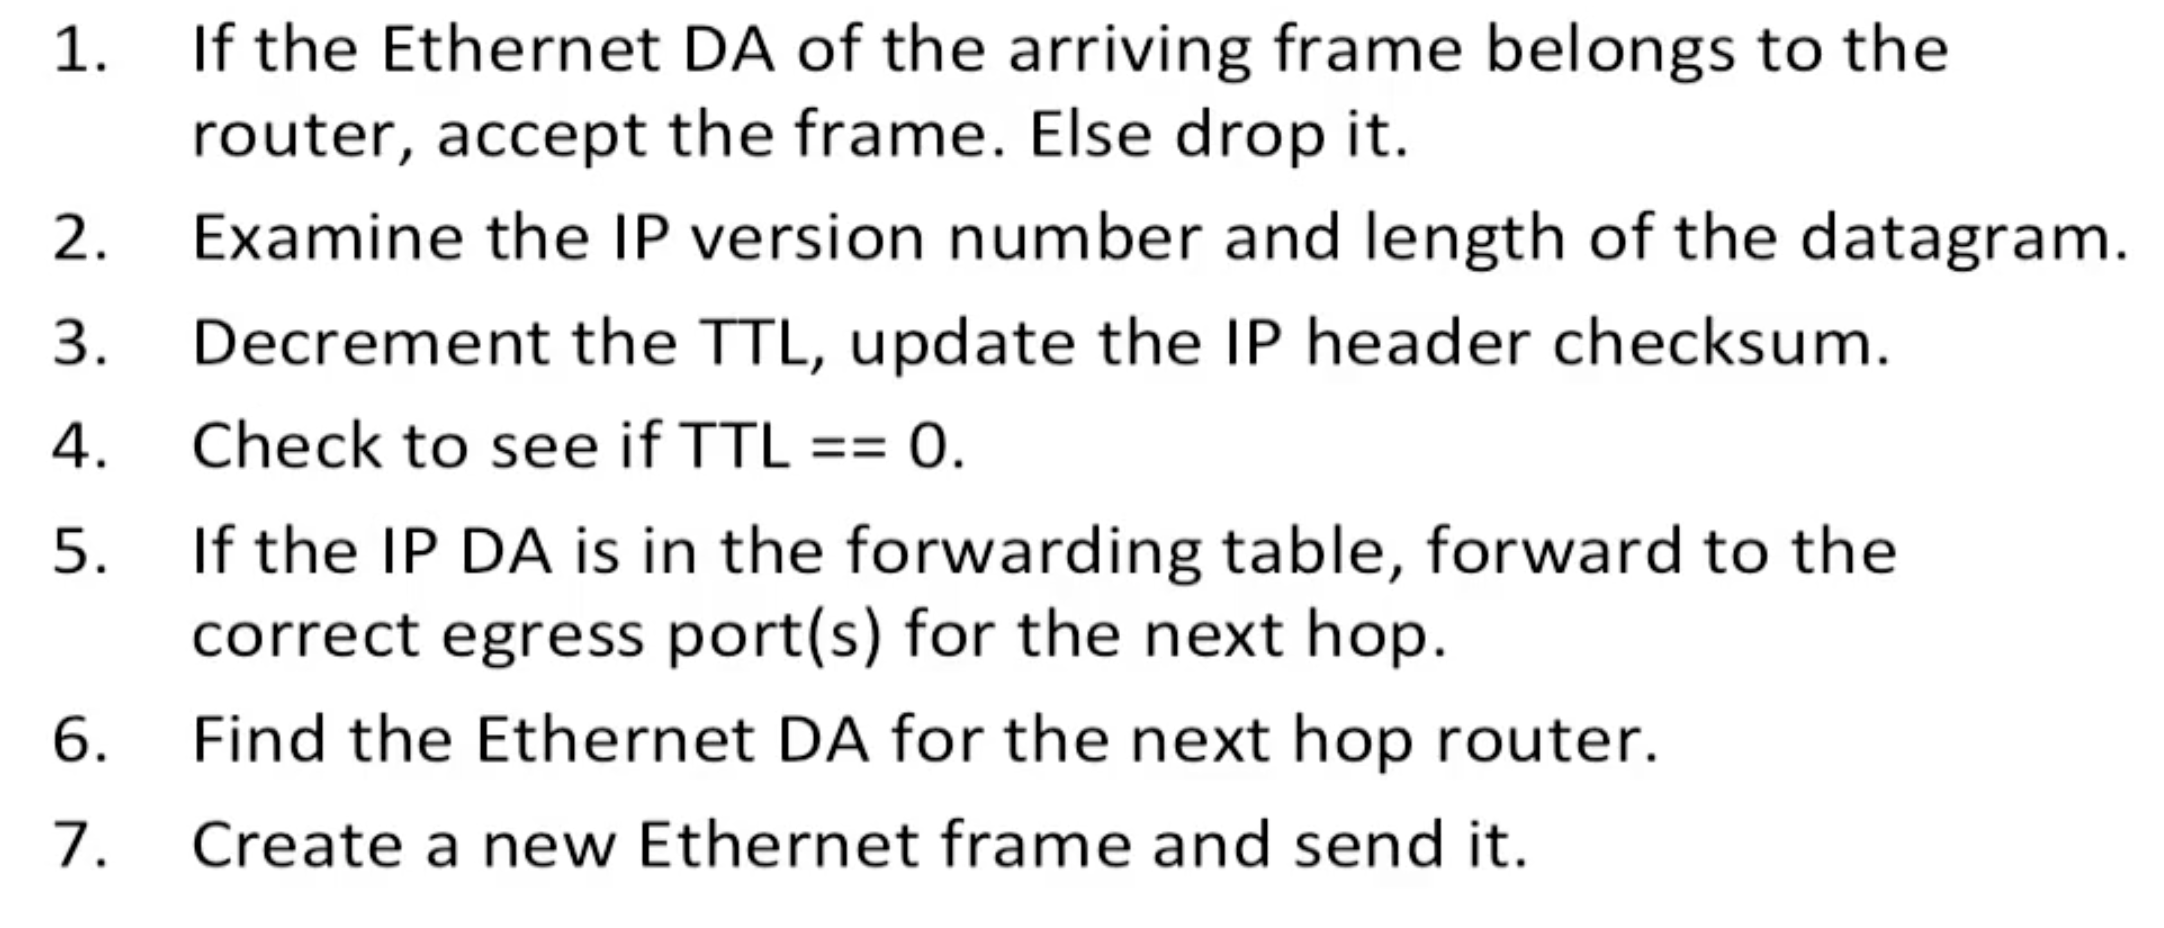 1. If the Ethernet DA of the arriving frame belongs to the
router, accept the frame. Else drop it.
2. Examine the IP version number and length of the datagram.
3. Decrement the TTL, update the IP header checksum.
4. Check to see if TTL == 0.
5. If the IP DA is in the forwarding table, forward to the
correct egress port(s) for the next hop.
6. Find the Ethernet DA for the next hop router.
7. Create a new Ethernet frame and send it.